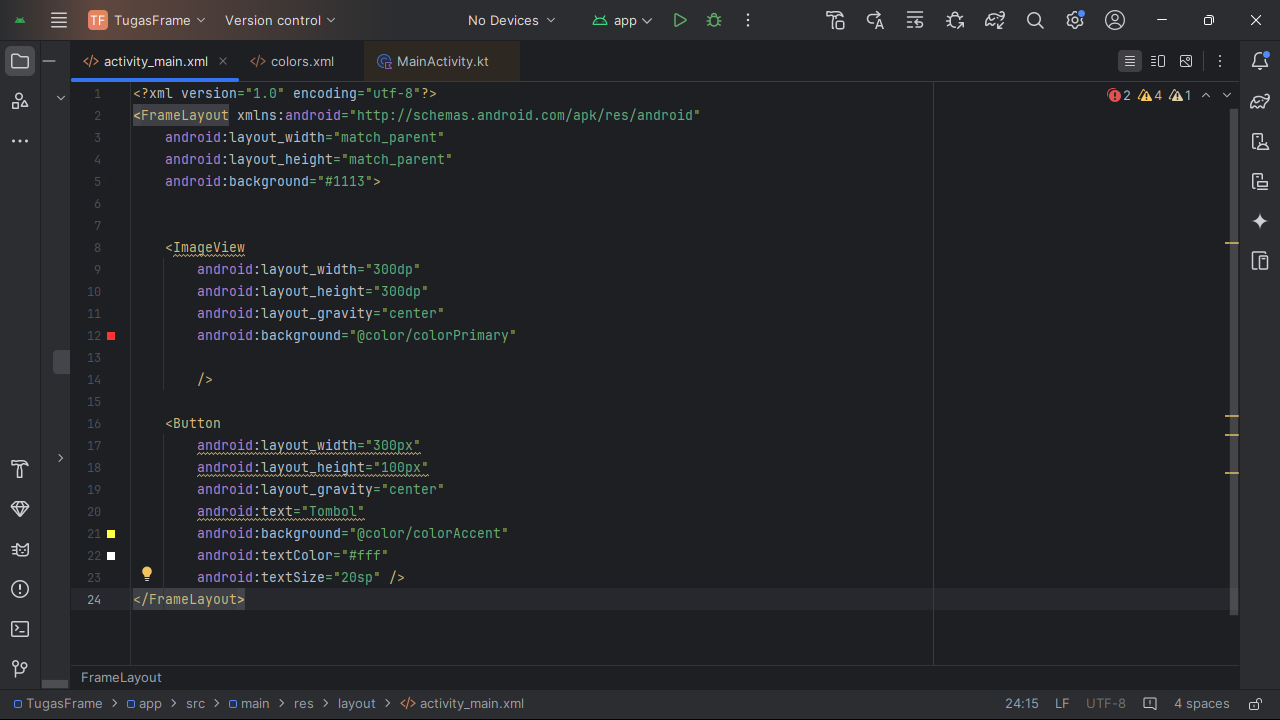 TF TugasFrame Version control No Devices app
activity_main.xml colors.xml MainActivity.kt
2 4 1
1 <?xml version="1.0" encoding="utf-8"?>
2 <FrameLayout xmlns:android="http://schemas.android.com/apk/res/android"
3 android:layout_width="match_parent"
4 android:layout_height="match_parent"
5 android:background="#1113">
6
7
8 <ImageView
9 android:layout_width="300dp"
10 android:layout_height="300dp"
11 android:layout_gravity="center"
12 android:background="@color/colorPrimary"
13
14 />
15
16 <Button
17 android:layout_width="300px"
18 android:layout_height="100px"
19 android:layout_gravity="center"
20 android:text="Tombol"
21 android:background="@color/colorAccent"
22 android:textColor="#fff"
23 android:textSize="20sp" />
24 </FrameLayout>
FrameLayout
TugasFrame > app > src > main > res > layout > activity_main.xml 24:15 LF UTF-8 4 spaces